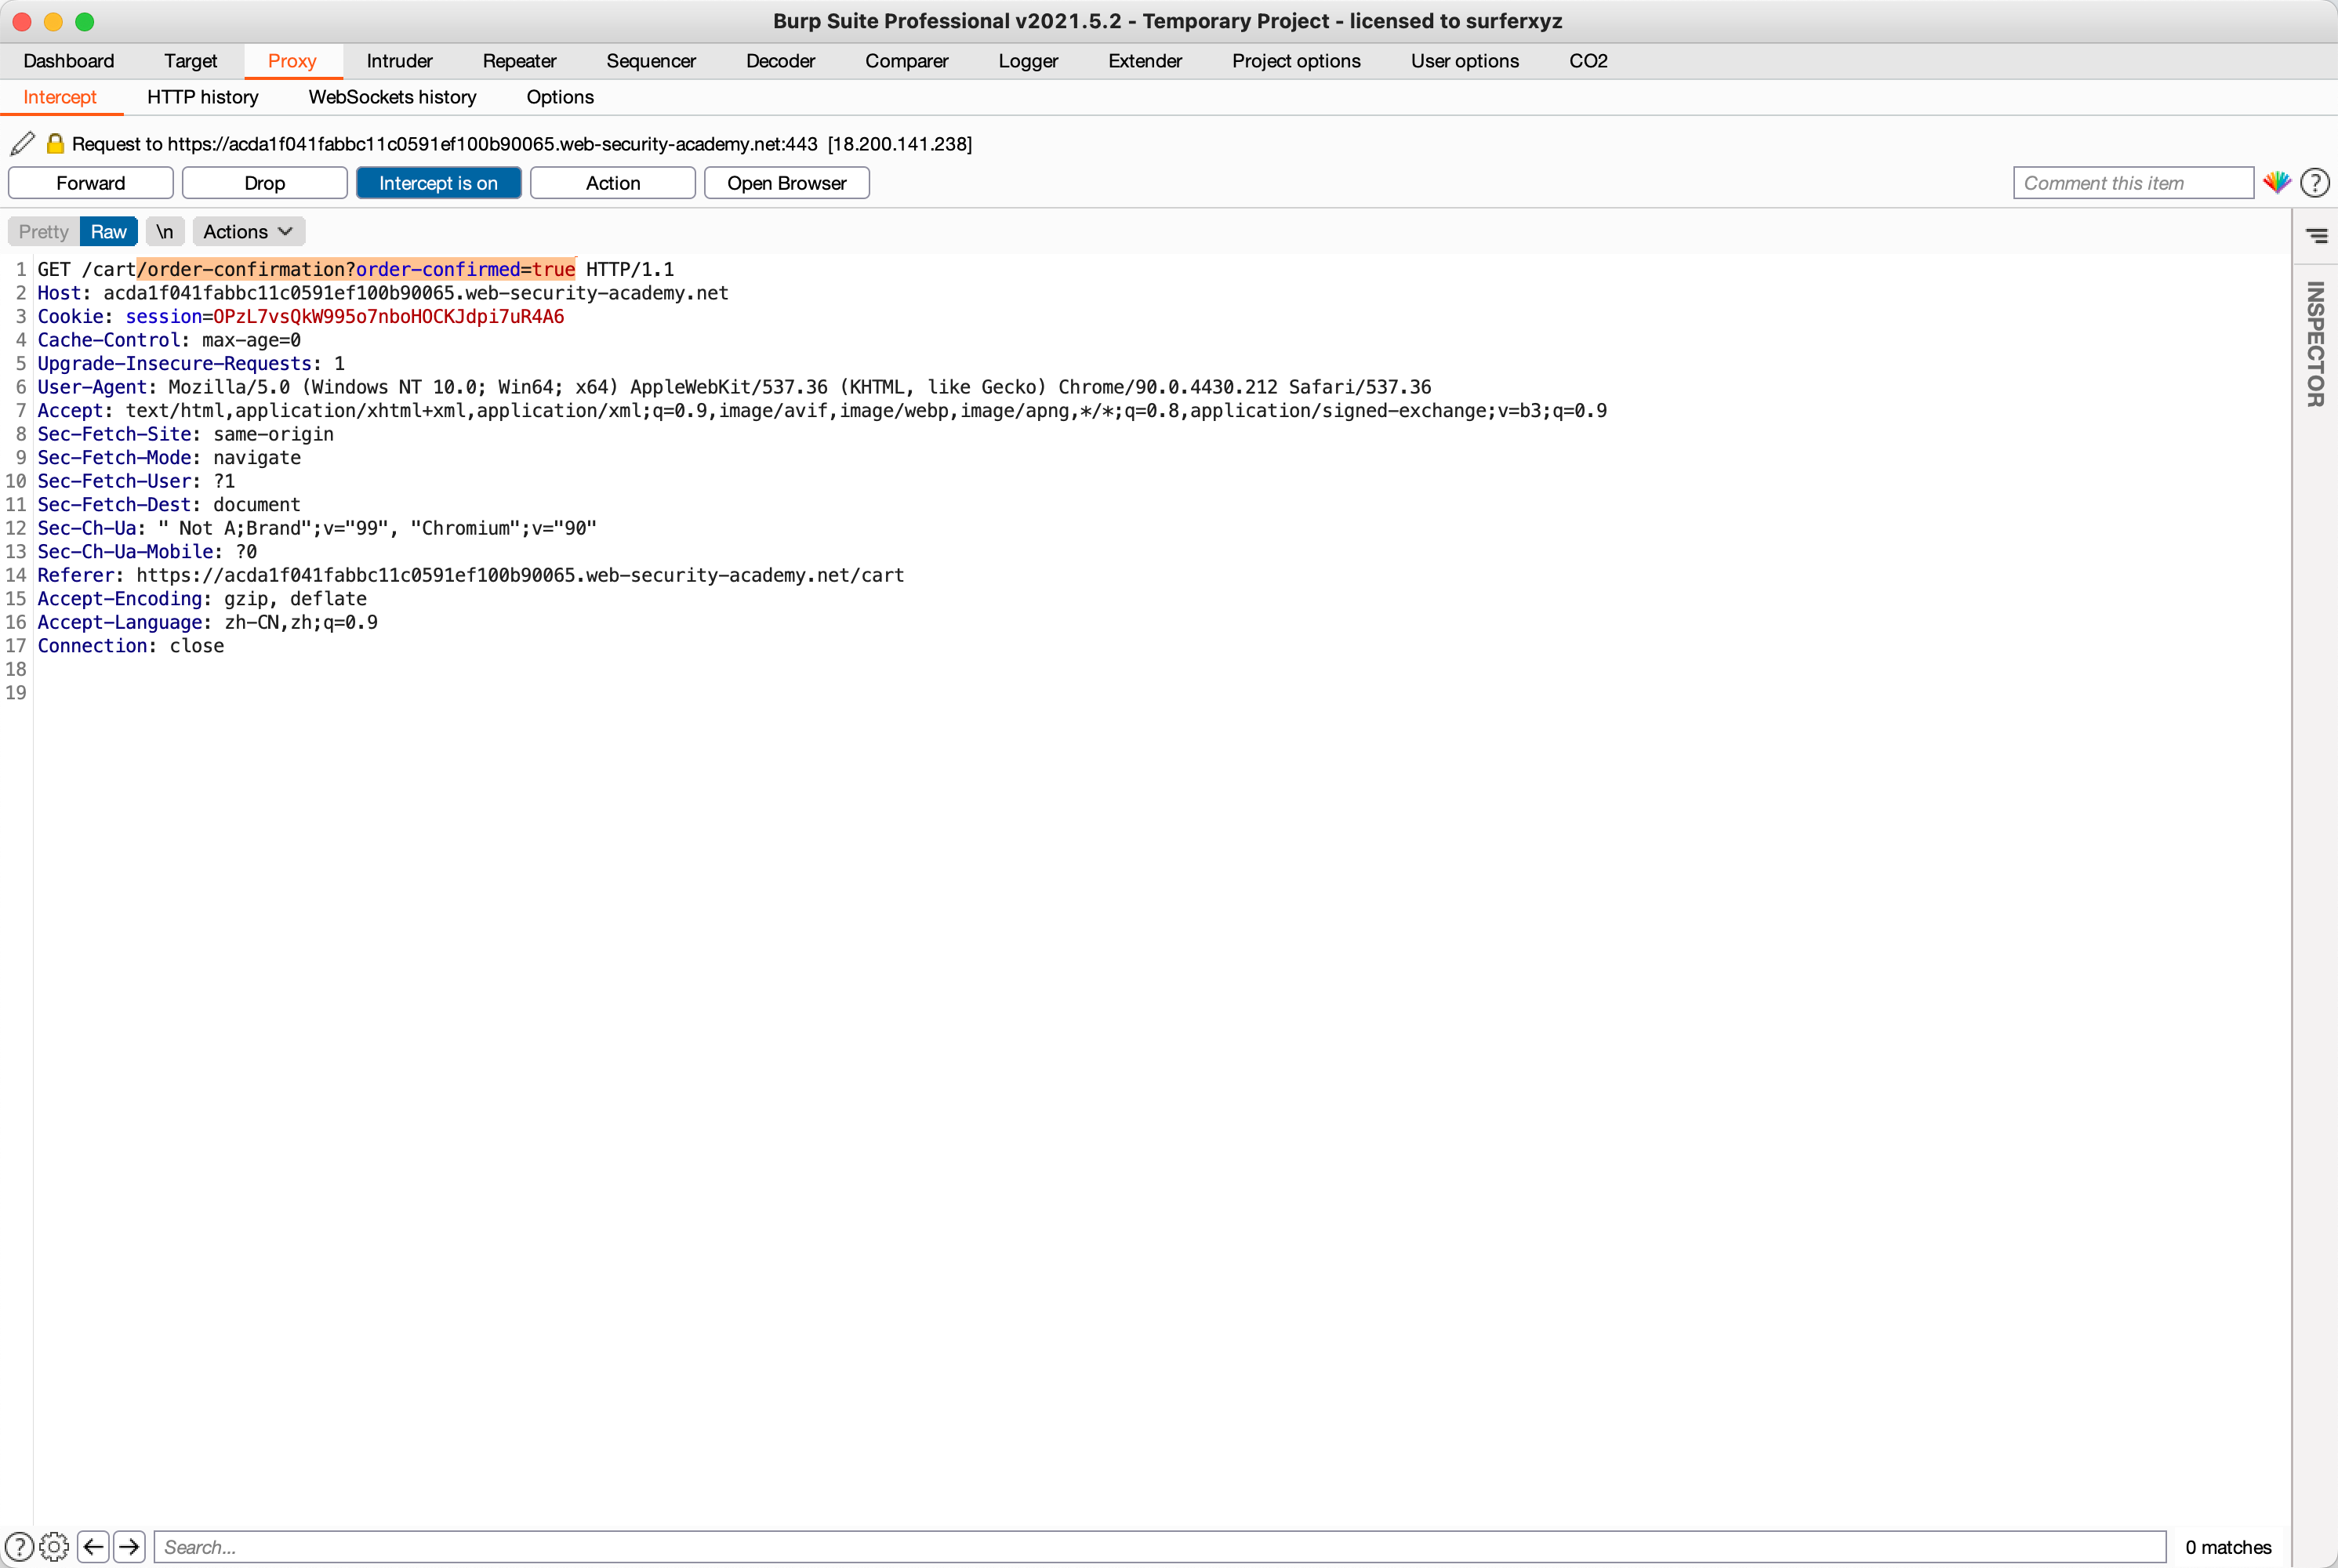 Burp Suite Professional v2021.5.2 - Temporary Project - licensed to surferxyz
Dashboard Target Proxy Intruder Repeater Sequencer Decoder Comparer Logger Extender Project options User options CO2
Intercept HTTP history WebSockets history Options
Request to https://acda1f041fabbc11c0591ef100b90065.web-security-academy.net:443 [18.200.141.238]
Forward Drop Intercept is on Action Open Browser Comment this item ?
Pretty Raw \n Actions
1 GET /cart/order-confirmation?order-confirmed=true HTTP/1.1
2 Host: acda1f041fabbc11c0591ef100b90065.web-security-academy.net
3 Cookie: session=OPzL7vsQkW995o7nboHOCKJdpi7uR4A6
4 Cache-Control: max-age=0
5 Upgrade-Insecure-Requests: 1
6 User-Agent: Mozilla/5.0 (Windows NT 10.0; Win64; x64) AppleWebKit/537.36 (KHTML, like Gecko) Chrome/90.0.4430.212 Safari/537.36
7 Accept: text/html,application/xhtml+xml,application/xml;q=0.9,image/avif,image/webp,image/apng,*/*;q=0.8,application/signed-exchange;v=b3;q=0.9
8 Sec-Fetch-Site: same-origin
9 Sec-Fetch-Mode: navigate
10 Sec-Fetch-User: ?1
11 Sec-Fetch-Dest: document
12 Sec-Ch-Ua: " Not A;Brand";v="99", "Chromium";v="90"
13 Sec-Ch-Ua-Mobile: ?0
14 Referer: https://acda1f041fabbc11c0591ef100b90065.web-security-academy.net/cart
15 Accept-Encoding: gzip, deflate
16 Accept-Language: zh-CN,zh;q=0.9
17 Connection: close
18
19
INSPECTOR
? Search... 0 matches